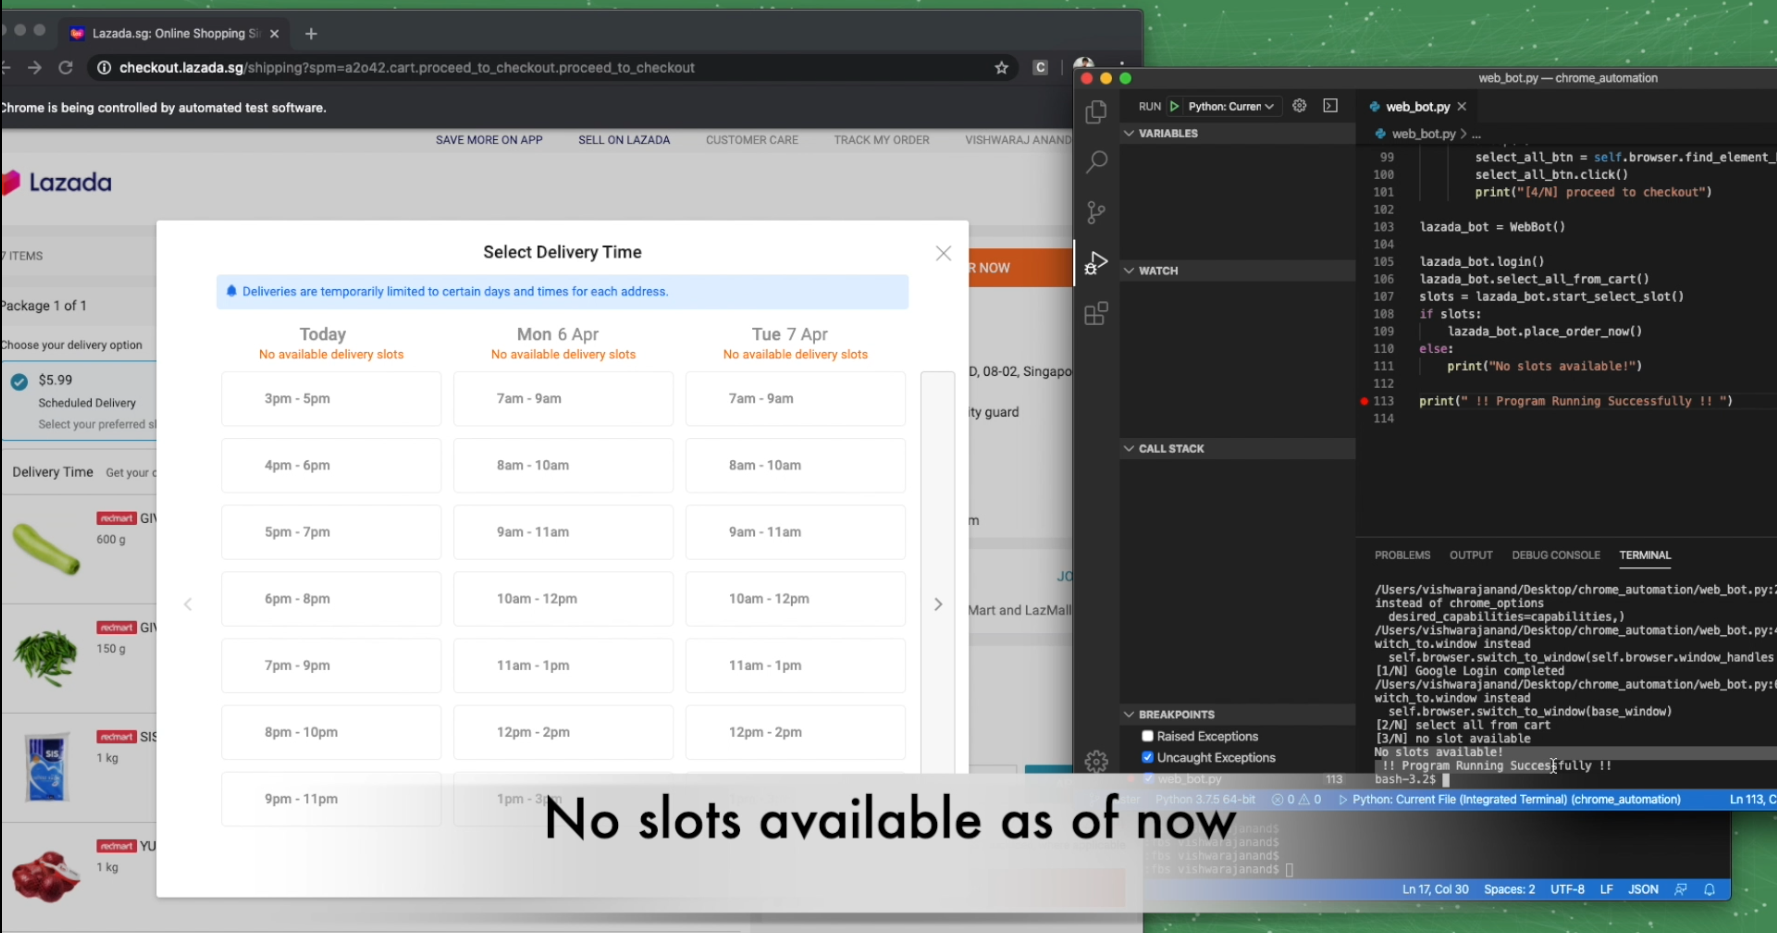 Lazada.sg: Online Shopping Si
checkout.lazada.sg/shipping?spm=a2o42.cart.proceed_to_checkout.proceed_to_checkout
C
Chrome is being controlled by automated test software.
SAVE MORE ON APP
SELL ON LAZADA
CUSTOMER CARE
TRACK MY ORDER
VISHWARAJ ANAND
Lazada
7 ITEMS
Package 1 of 1
Choose your delivery option
$5.99
Scheduled Delivery
Select your preferred sl
Delivery Time Get your o
redmart GIV
600 g
redmart GIV
150 g
redmart SIS
1 kg
redmart YU
1 kg
Select Delivery Time
Deliveries are temporarily limited to certain days and times for each address.
Today
No available delivery slots
3pm - 5pm
4pm - 6pm
5pm - 7pm
6pm - 8pm
7pm - 9pm
8pm - 10pm
9pm - 11pm
Mon 6 Apr
No available delivery slots
7am - 9am
8am - 10am
9am - 11am
10am - 12pm
11am - 1pm
12pm - 2pm
1pm - 3pm
Tue 7 Apr
No available delivery slots
7am - 9am
8am - 10am
9am - 11am
10am - 12pm
11am - 1pm
12pm - 2pm
R NOW
D, 08-02, Singapo
ity guard
m
JO
Mart and LazMall
web_bot.py — chrome_automation
RUN Python: Curren
VARIABLES
WATCH
CALL STACK
BREAKPOINTS
Raised Exceptions
Uncaught Exceptions
web_bot.py 113
web_bot.py
web_bot.py > ...
99 select_all_btn = self.browser.find_element_
100 select_all_btn.click()
101 print("[4/N] proceed to checkout")
102
103 lazada_bot = WebBot()
104
105 lazada_bot.login()
106 lazada_bot.select_all_from_cart()
107 slots = lazada_bot.start_select_slot()
108 if slots:
109 lazada_bot.place_order_now()
110 else:
111 print("No slots available!")
112
113 print(" !! Program Running Successfully !! ")
114
PROBLEMS OUTPUT DEBUG CONSOLE TERMINAL
/Users/vishwarajanand/Desktop/chrome_automation/web_bot.py:2
instead of chrome_options
desired_capabilities=capabilities,)
/Users/vishwarajanand/Desktop/chrome_automation/web_bot.py:4
witch_to.window instead
self.browser.switch_to_window(self.browser.window_handles
[1/N] Google Login completed
/Users/vishwarajanand/Desktop/chrome_automation/web_bot.py:6
witch_to.window instead
self.browser.switch_to_window(base_window)
[2/N] select all from cart
[3/N] no slot available
No slots available!
!! Program Running Successfully !!
bash-3.2$
Python 3.7.5 64-bit 0 0 Python: Current File (Integrated Terminal) (chrome_automation) Ln 113, C
No slots available as of now
vishwarajanand$
vishwarajanand$
Ln 17, Col 30 Spaces: 2 UTF-8 LF JSON